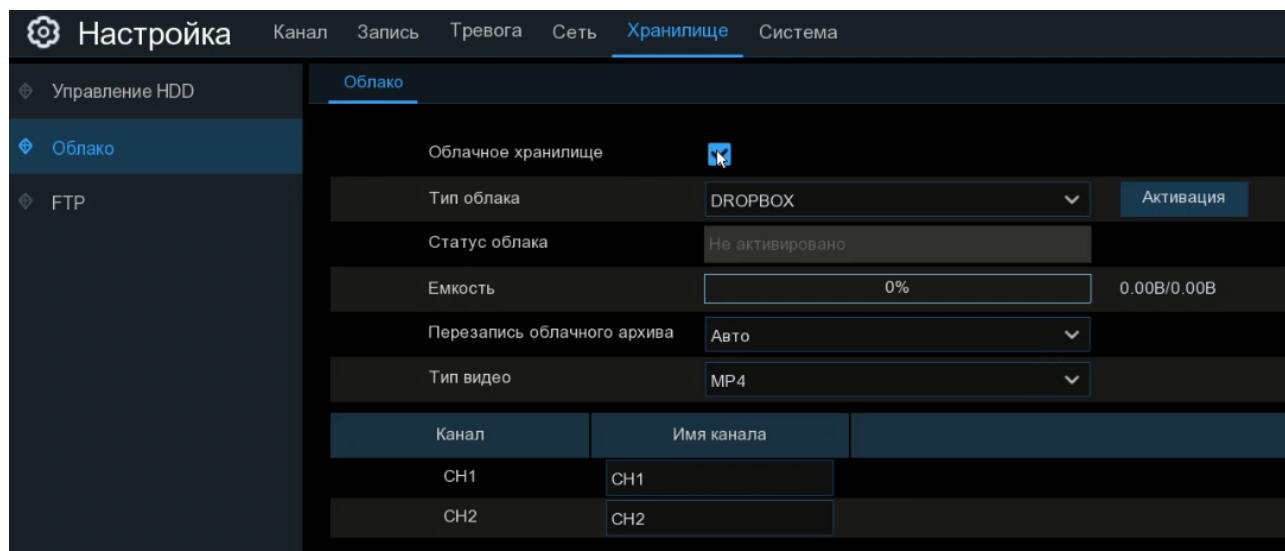 Настройка Канал Запись Тревога Сеть Хранилище Система
Управление HDD
Облако
FTP
Облако
Облачное хранилище
Тип облака DROPBOX Активация
Статус облака Не активировано
Емкость 0% 0.00B/0.00B
Перезапись облачного архива Авто
Тип видео MP4
Канал Имя канала
CH1 CH1
CH2 CH2